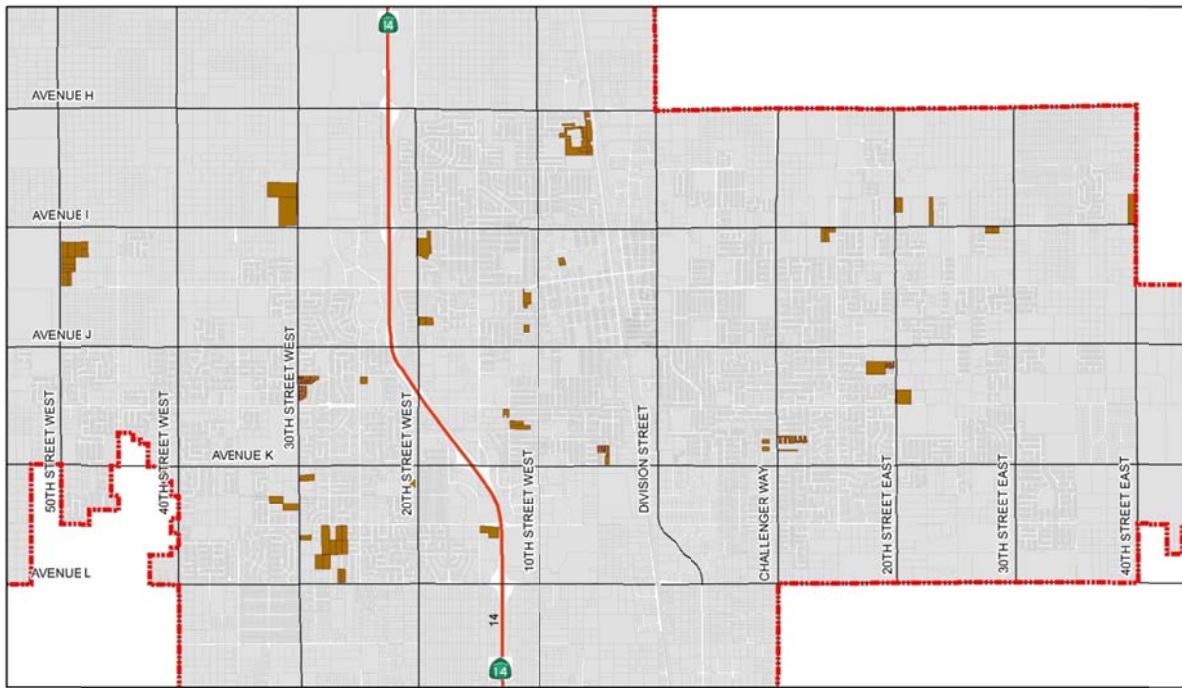 14
AVENUE H
AVENUE I
AVENUE J
30TH STREET WEST
50TH STREET WEST
40TH STREET WEST
20TH STREET WEST
DIVISION STREET
AVENUE K
10TH STREET WEST
CHALLENGER WAY
20TH STREET EAST
30TH STREET EAST
40TH STREET EAST
AVENUE L
14
14